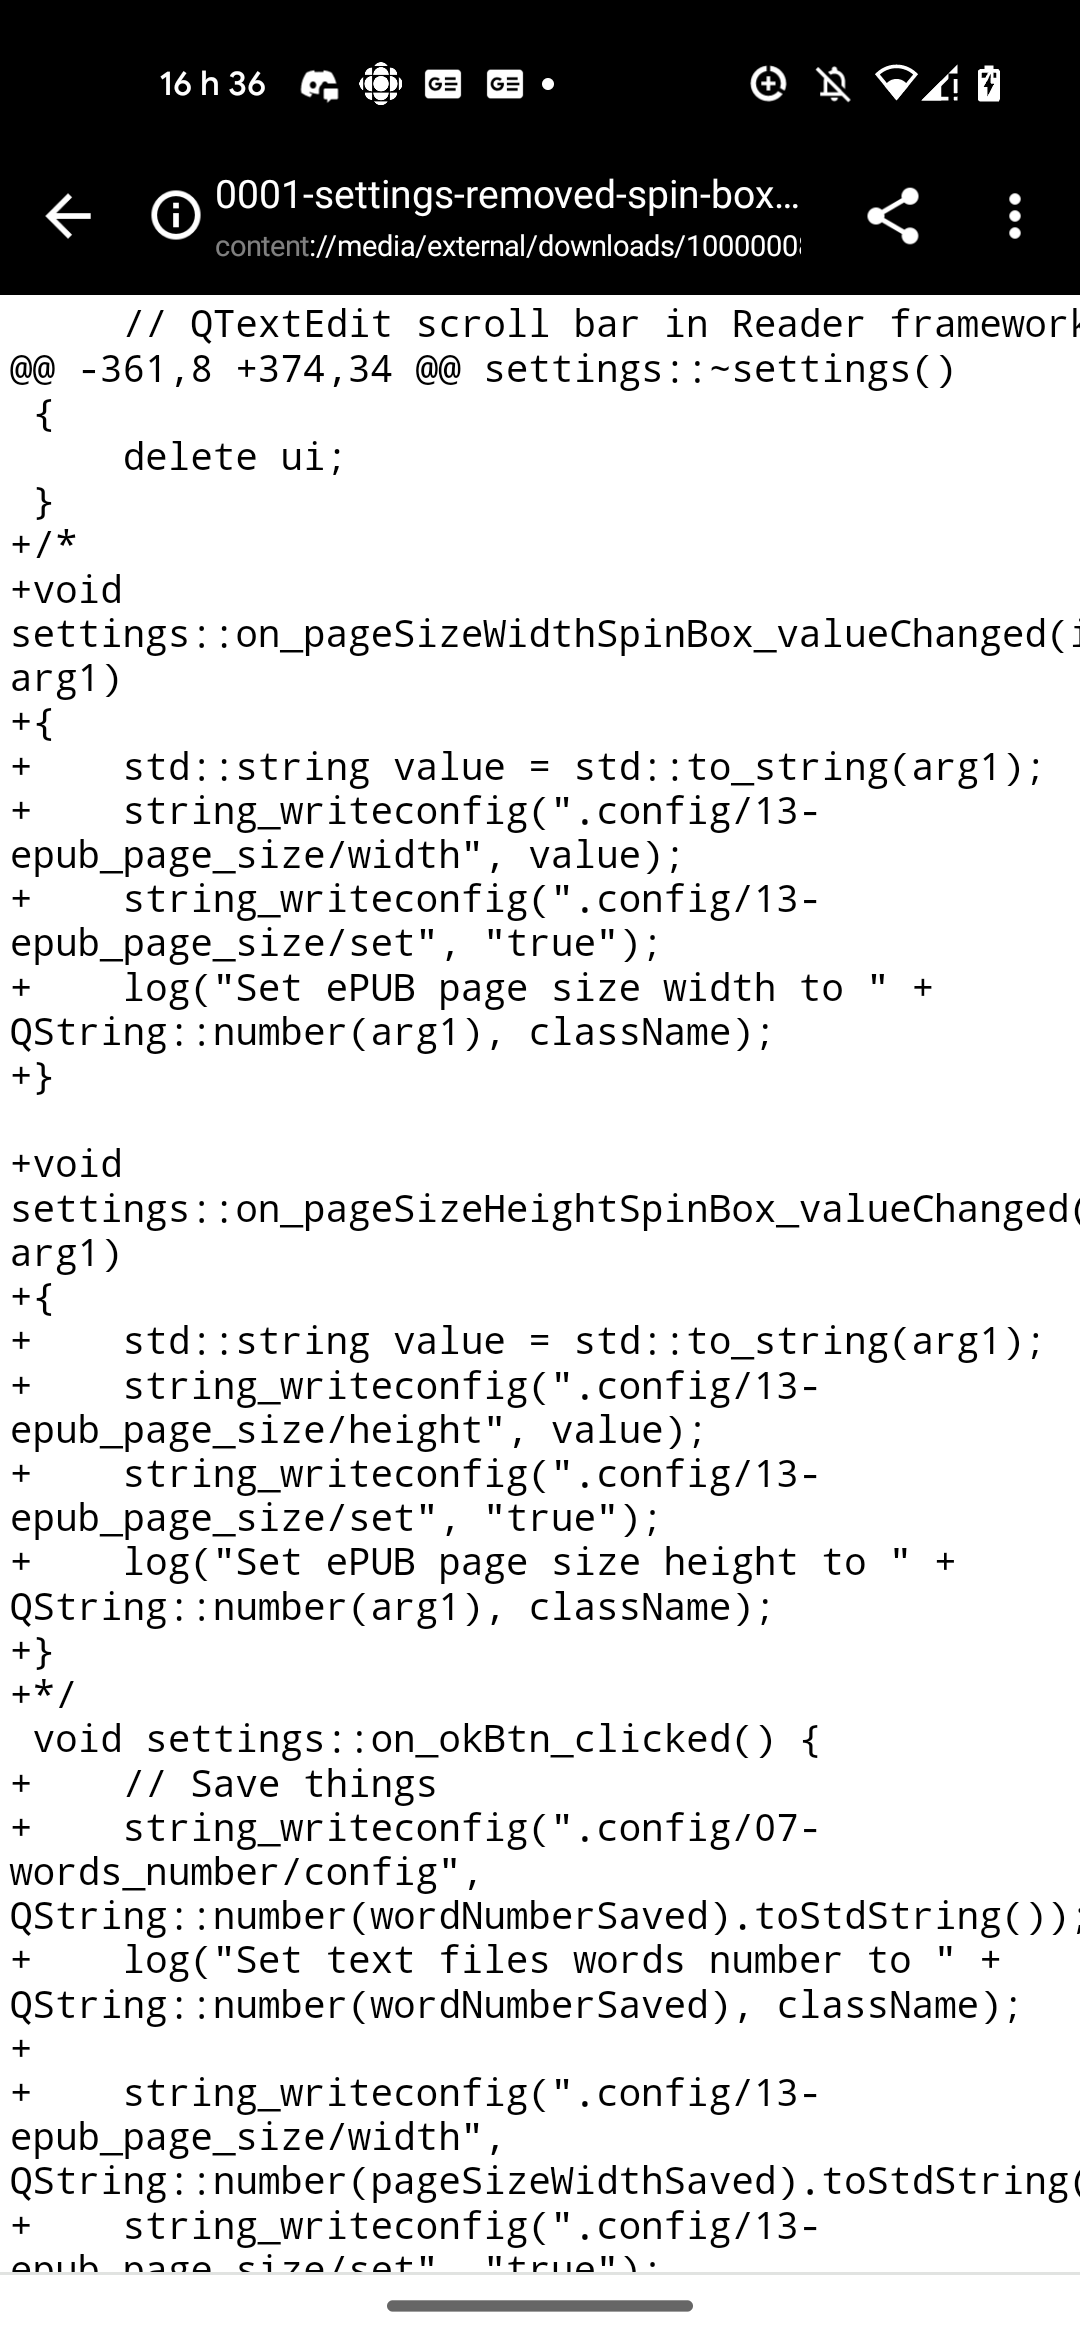 16 h 36
GE GE
0001-settings-removed-spin-box…
content://media/external/downloads/10000008
// QTextEdit scroll bar in Reader framework
@@ -361,8 +374,34 @@ settings::~settings()
 {
     delete ui;
 }
+/*
+void
settings::on_pageSizeWidthSpinBox_valueChanged(i
arg1)
+{
+    std::string value = std::to_string(arg1);
+    string_writeconfig(".config/13-
epub_page_size/width", value);
+    string_writeconfig(".config/13-
epub_page_size/set", "true");
+    log("Set ePUB page size width to " +
QString::number(arg1), className);
+}
+void
settings::on_pageSizeHeightSpinBox_valueChanged(
arg1)
+{
+    std::string value = std::to_string(arg1);
+    string_writeconfig(".config/13-
epub_page_size/height", value);
+    string_writeconfig(".config/13-
epub_page_size/set", "true");
+    log("Set ePUB page size height to " +
QString::number(arg1), className);
+}
+*/
 void settings::on_okBtn_clicked() {
+    // Save things
+    string_writeconfig(".config/07-
words_number/config",
QString::number(wordNumberSaved).toStdString());
+    log("Set text files words number to " +
QString::number(wordNumberSaved), className);
+
+    string_writeconfig(".config/13-
epub_page_size/width",
QString::number(pageSizeWidthSaved).toStdString(
+    string_writeconfig(".config/13-
epub_page_size/set", "true");